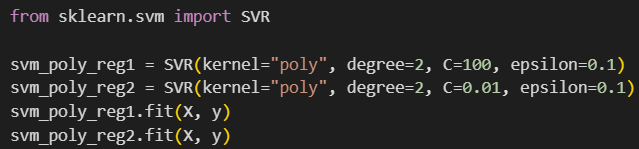 from sklearn.svm import SVR

svm_poly_reg1 = SVR(kernel="poly", degree=2, C=100, epsilon=0.1)
svm_poly_reg2 = SVR(kernel="poly", degree=2, C=0.01, epsilon=0.1)
svm_poly_reg1.fit(X, y)
svm_poly_reg2.fit(X, y)